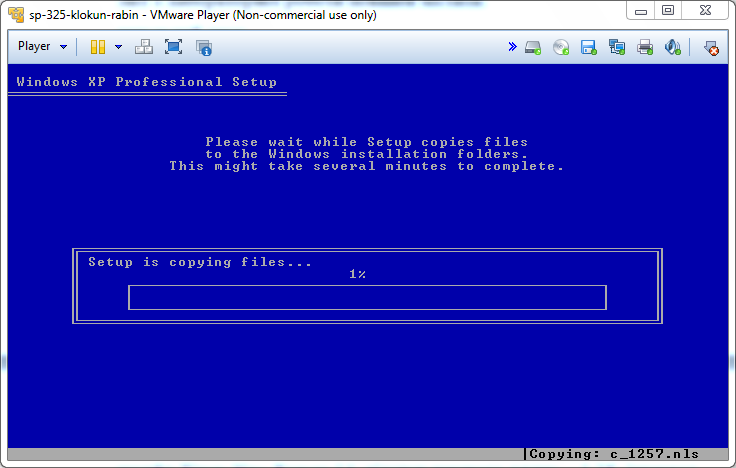 sp-325-klokun-rabin - VMware Player (Non-commercial use only)
Player
Windows XP Professional Setup
Please wait while Setup copies files
to the Windows installation folders.
This might take several minutes to complete.
Setup is copying files...
1%
Copying: c_1257.nls